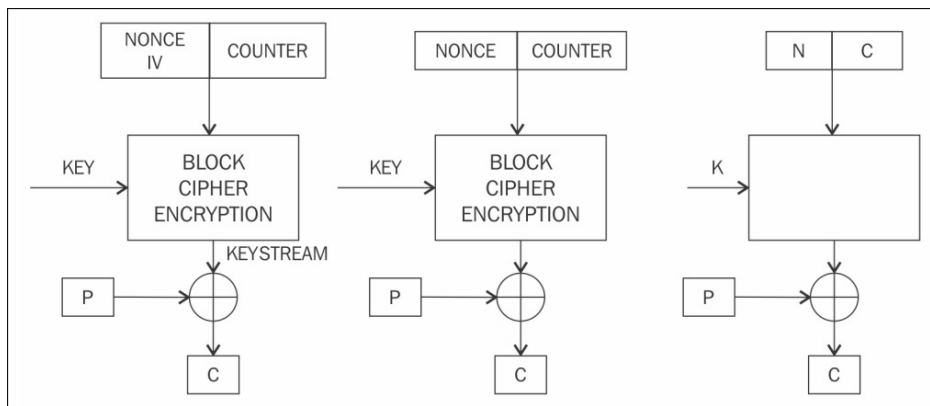 NONCE
IV
COUNTER
KEY
BLOCK
CIPHER
ENCRYPTION
KEYSTREAM
P
C
NONCE
COUNTER
KEY
BLOCK
CIPHER
ENCRYPTION
P
C
N
C
K
P
C